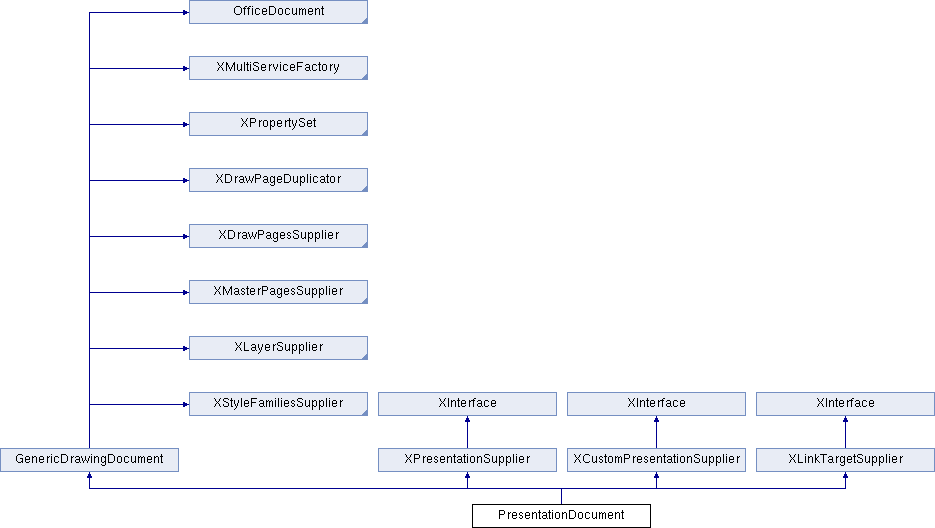 OfficeDocument
XMultiServiceFactory
XPropertySet
XDrawPageDuplicator
XDrawPagesSupplier
XMasterPagesSupplier
XLayerSupplier
XStyleFamiliesSupplier XInterface XInterface XInterface
GenericDrawingDocument XPresentationSupplier XCustomPresentationSupplier XLinkTargetSupplier
PresentationDocument